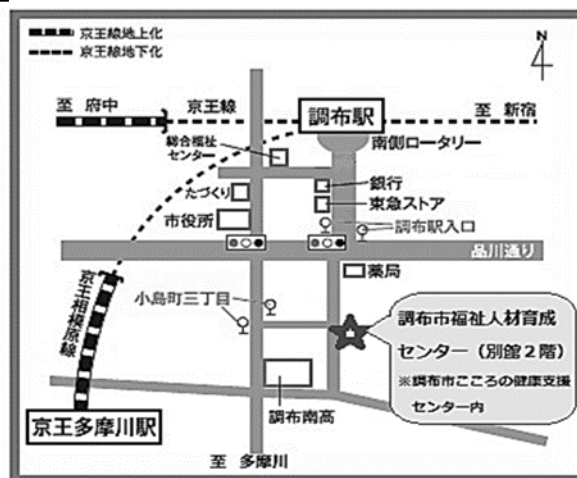 京王線地上化
京王線地下化
N
至 府中
京王線
調布駅
至 新宿
南側ロータリー
総合福祉
センター
銀行
たづくり
東急ストア
市役所
調布駅入口
品川通り
薬局
京王相模原線
小島町三丁目
調布市福祉人材育成
センター（別館２階）
※調布市こころの健康支援
センター内
調布南高
京王多摩川駅
至 多摩川